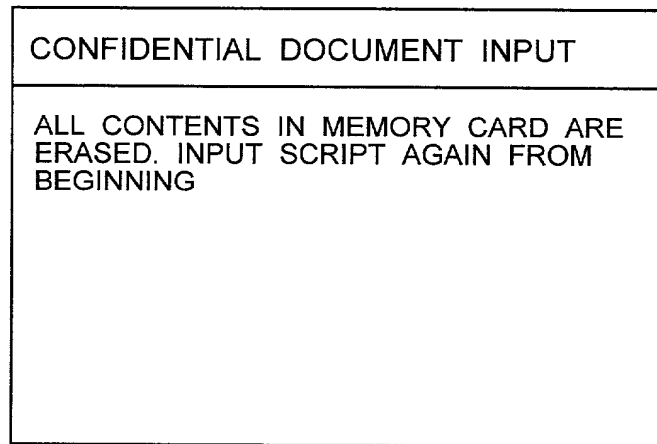 CONFIDENTIAL DOCUMENT INPUT
ALL CONTENTS IN MEMORY CARD ARE
ERASED. INPUT SCRIPT AGAIN FROM
BEGINNING